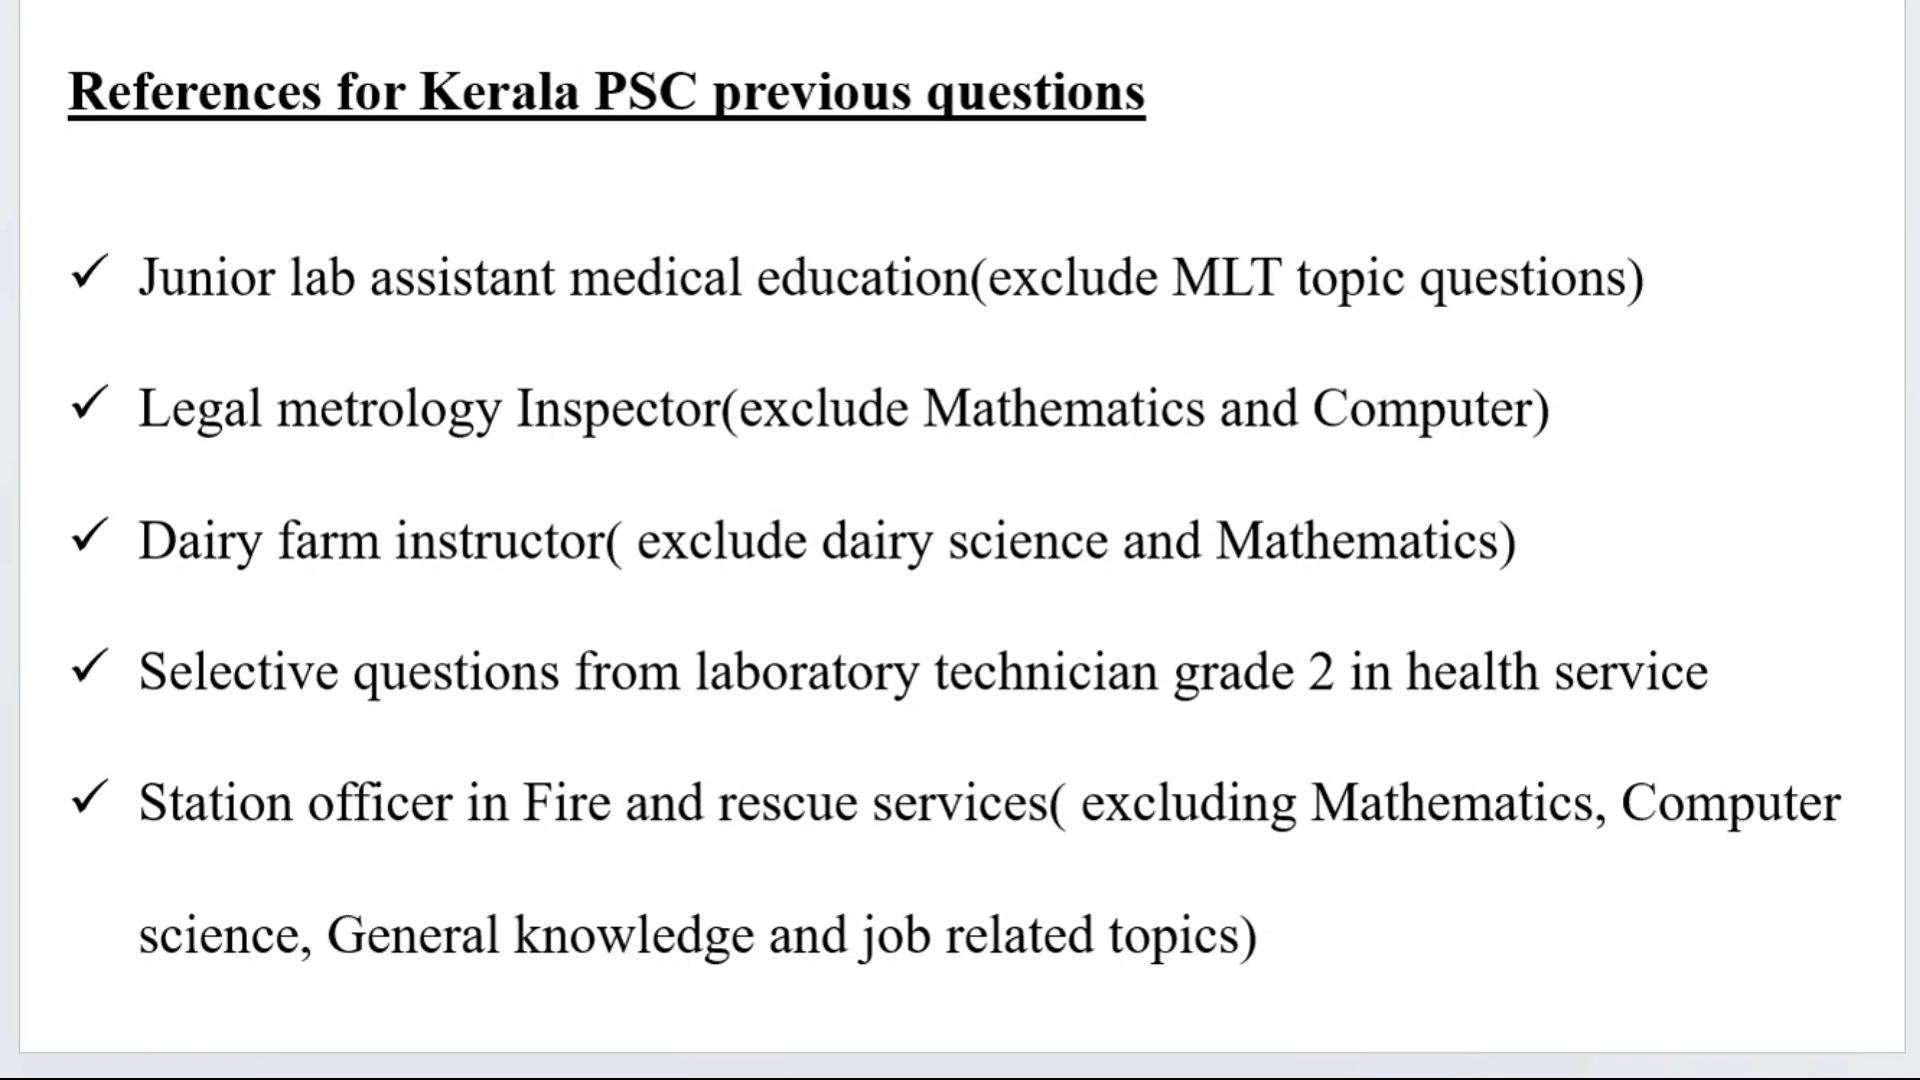 References for Kerala PSC previous questions
✓ Junior lab assistant medical education(exclude MLT topic questions)
✓ Legal metrology Inspector(exclude Mathematics and Computer)
✓ Dairy farm instructor( exclude dairy science and Mathematics)
✓ Selective questions from laboratory technician grade 2 in health service
✓ Station officer in Fire and rescue services( excluding Mathematics, Computer
science, General knowledge and job related topics)